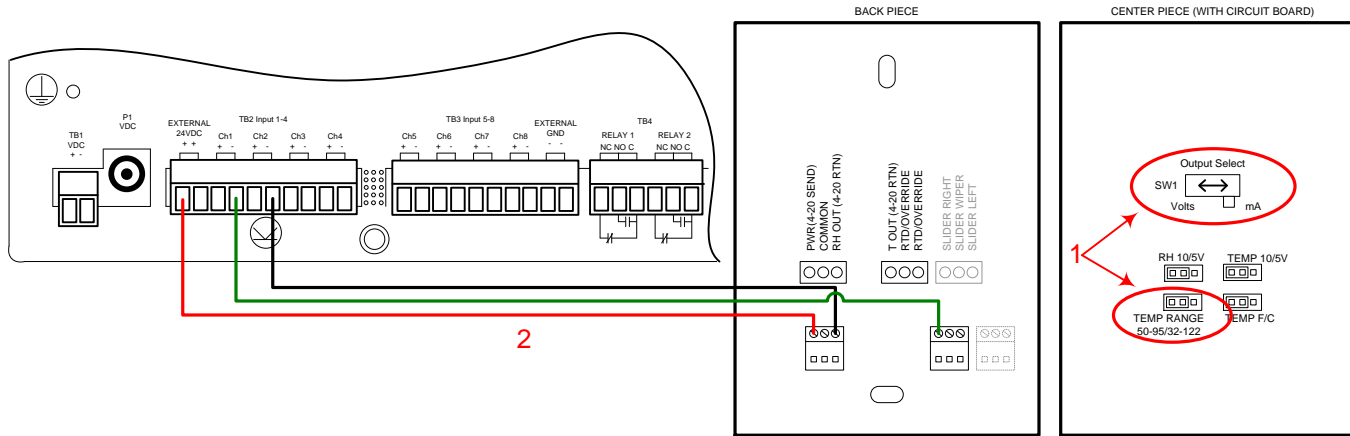 BACK PIECE
CENTER PIECE (WITH CIRCUIT BOARD)
P1
VDC
TB1
VDC
+ -
EXTERNAL
24VDC
+ +
TB2 Input 1-4
Ch1
+ -
Ch2
+ -
Ch3
+ -
Ch4
+ -
TB3 Input 5-8
Ch5
+ -
Ch6
+ -
Ch7
+ -
Ch8
+ -
EXTERNAL
GND
- -
TB4
RELAY 1
NC NO C
RELAY 2
NC NO C
PWR(4-20 SEND)
COMMON
RH OUT (4-20 RTN)
T OUT (4-20 RTN)
RTD/OVERRIDE
RTD/OVERRIDE
SLIDER RIGHT
SLIDER WIPER
SLIDER LEFT
Output Select
SW1
Volts
mA
1
RH 10/5V
TEMP 10/5V
TEMP RANGE
50-95/32-122
TEMP F/C
2